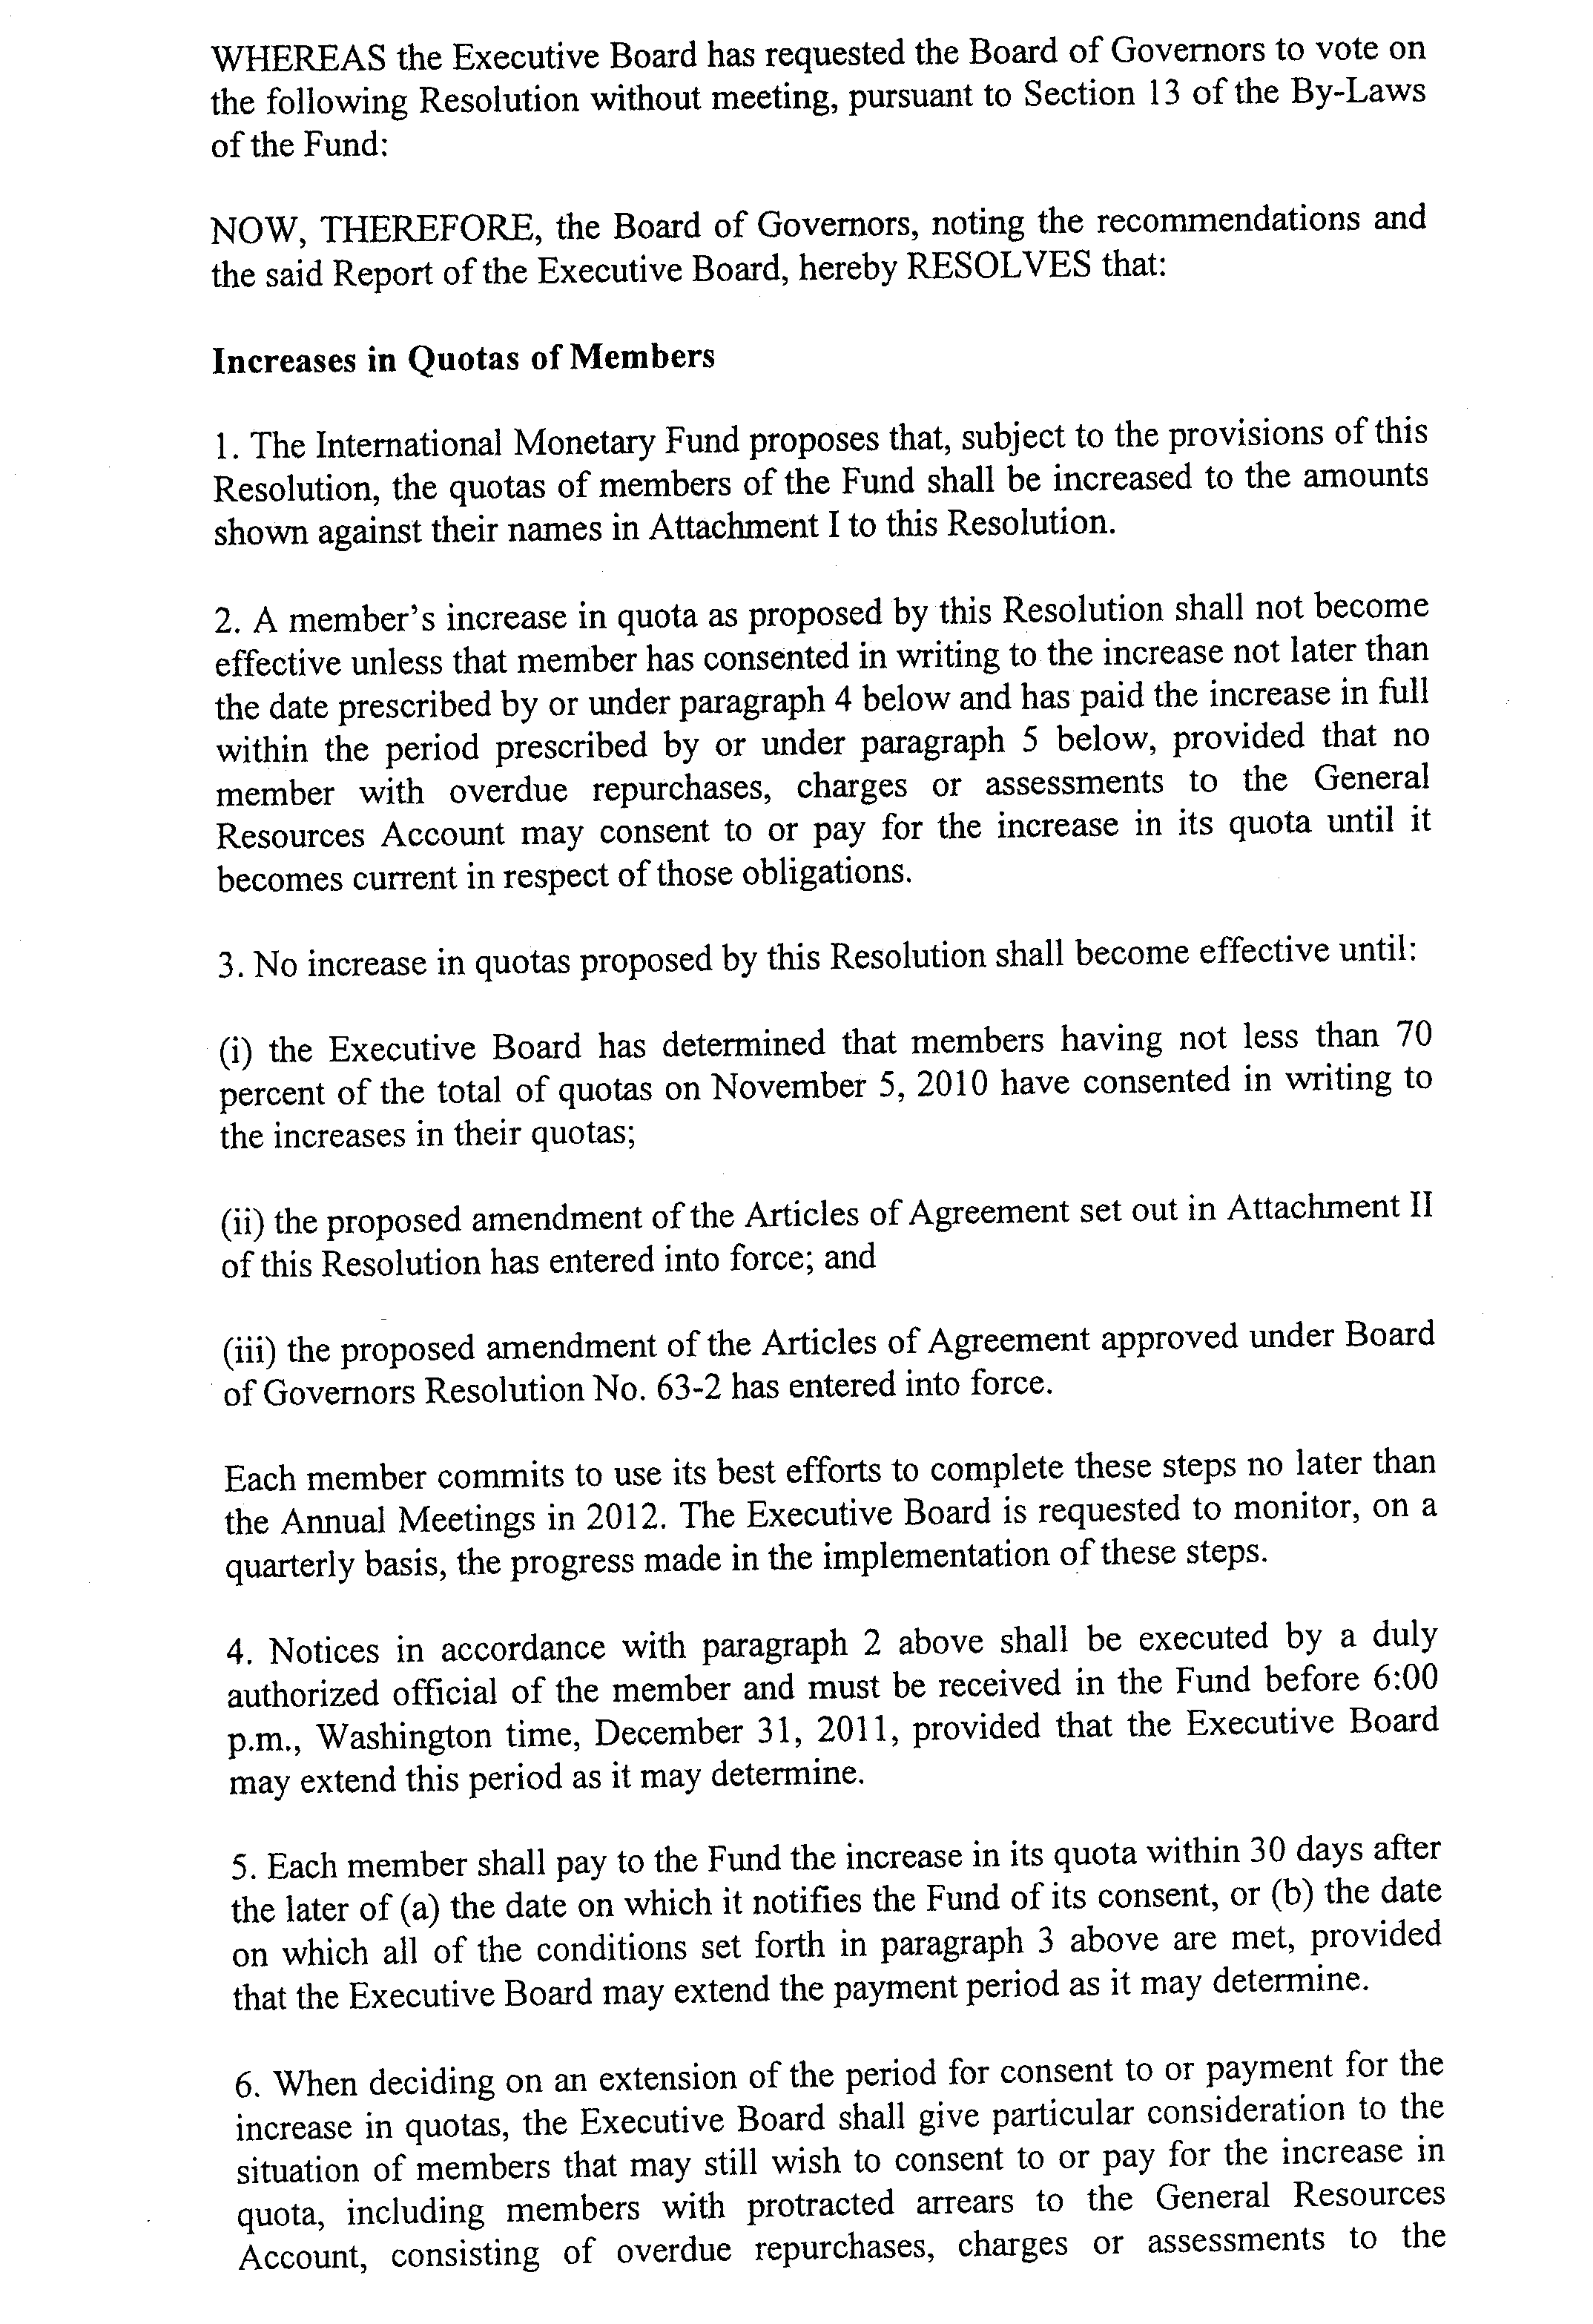 WHEREAS the Executive Board has requested the Board of Governors to vote on
the following Resolution without meeting, pursuant to Section 13 of the By-Laws
of the Fund:
NOW, THEREFORE, the Board of Governors, noting the recommendations and
the said Report of the Executive Board, hereby RESOLVES that:
Increases in Quotas of Members
1. The International Monetary Fund proposes that, subject to the provisions of this
Resolution, the quotas of members of the Fund shall be increased to the amounts
shown against their names in Attachment I to this Resolution.
2. A member's increase in quota as proposed by this Resolution shall not become
effective unless that member has consented in writing to the increase not later than
the date prescribed by or under paragraph 4 below and has paid the increase in full
within the period prescribed by or under paragraph 5 below, provided that no
member with overdue repurchases, charges or assessments to the General
Resources Account may consent to or pay for the increase in its quota until it
becomes current in respect of those obligations.
3. No increase in quotas proposed by this Resolution shall become effective until:
(i) the Executive Board has determined that members having not less than 70
percent of the total of quotas on November 5, 2010 have consented in writing to
the increases in their quotas;
(ii) the proposed amendment of the Articles of Agreement set out in Attachment II
of this Resolution has entered into force; and
(iii) the proposed amendment of the Articles of Agreement approved under Board
of Governors Resolution No. 63-2 has entered into force.
Each member commits to use its best efforts to complete these steps no later than
the Annual Meetings in 2012. The Executive Board is requested to monitor, on a
quarterly basis, the progress made in the implementation of these steps.
4. Notices in accordance with paragraph 2 above shall be executed by a duly
authorized official of the member and must be received in the Fund before 6:00
p.m., Washington time, December 31, 2011, provided that the Executive Board
may extend this period as it may determine.
5. Each member shall pay to the Fund the increase in its quota within 30 days after
the later of (a) the date on which it notifies the Fund of its consent, or (b) the date
on which all of the conditions set forth in paragraph 3 above are met, provided
that the Executive Board may extend the payment period as it may determine.
6. When deciding on an extension of the period for consent to or payment for the
increase in quotas, the Executive Board shall give particular consideration to the
situation of members that may still wish to consent to or pay for the increase in
quota, including members with protracted arrears to the General Resources
Account, consisting of overdue repurchases, charges or assessments to the